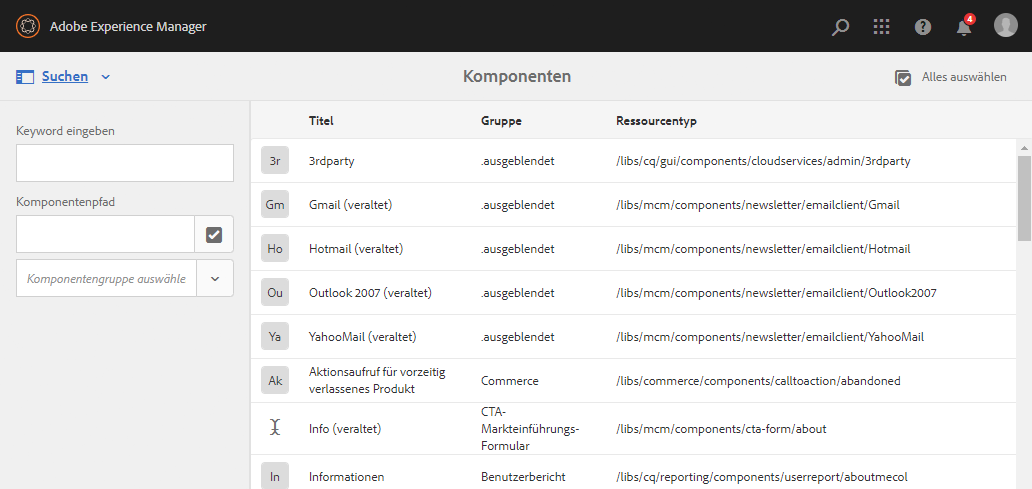 Adobe Experience Manager
4
Suchen
Komponenten
Alles auswählen
Keyword eingeben
Komponentenpfad
Komponentengruppe auswähle
Titel Gruppe Ressourcentyp
3r 3rdparty .ausgeblendet /libs/cq/gui/components/cloudservices/admin/3rdparty
Gm Gmail (veraltet) .ausgeblendet /libs/mcm/components/newsletter/emailclient/Gmail
Ho Hotmail (veraltet) .ausgeblendet /libs/mcm/components/newsletter/emailclient/Hotmail
Ou Outlook 2007 (veraltet) .ausgeblendet /libs/mcm/components/newsletter/emailclient/Outlook2007
Ya YahooMail (veraltet) .ausgeblendet /libs/mcm/components/newsletter/emailclient/YahooMail
Ak Aktionsaufruf für vorzeitig
verlassenes Produkt Commerce /libs/commerce/components/calltoaction/abandoned
Info (veraltet) CTA-
Markteinführungs-
Formular /libs/mcm/components/cta-form/about
In Informationen Benutzerbericht /libs/cq/reporting/components/userreport/aboutmecol